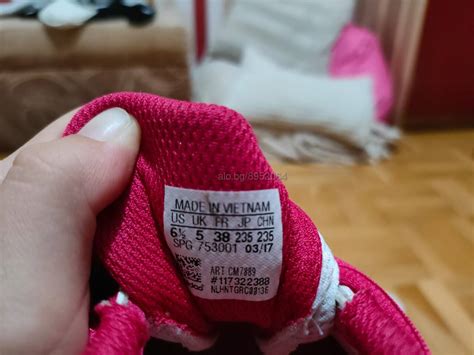 alo.bg/8952064
MADE IN VIETNAM
US UK FR JP CHN
6½ 5 38 235 235
SPG 753001 03/17
ART CM7889
#117322388